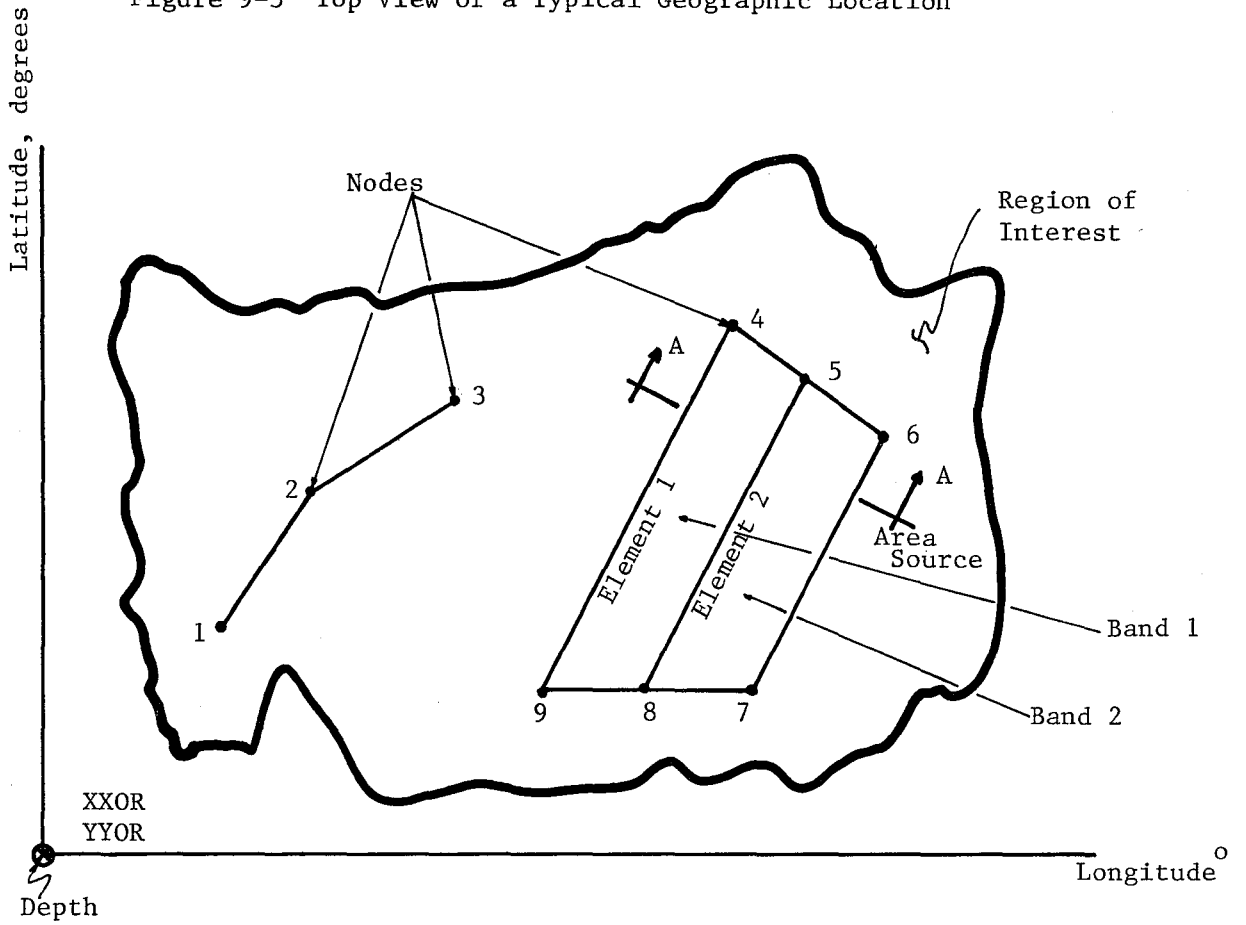 Figure 9-3 Top View of a Typical Geographic Location
Latitude, degrees
Nodes
Region of
Interest
4
A
5
3
6
2
A
Element 1
Element 2
Area
Source
1
Band 1
9
8
7
Band 2
XXOR
YYOR
Longitude°
Depth